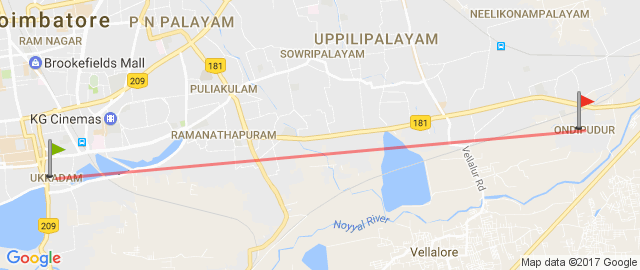 oimbatore
P N PALAYAM
NEELIKONAMPALAYAM
RAM NAGAR
UPPILIPALAYAM
SOWRIPALAYAM
Brookefields Mall
181
209
PULIAKULAM
KG Cinemas
181
RAMANATHAPURAM
ONDIPUDUR
Vellalur Rd
UKKADAM
209
Noyyal River
Vellalore
Google
Map data ©2017 Google